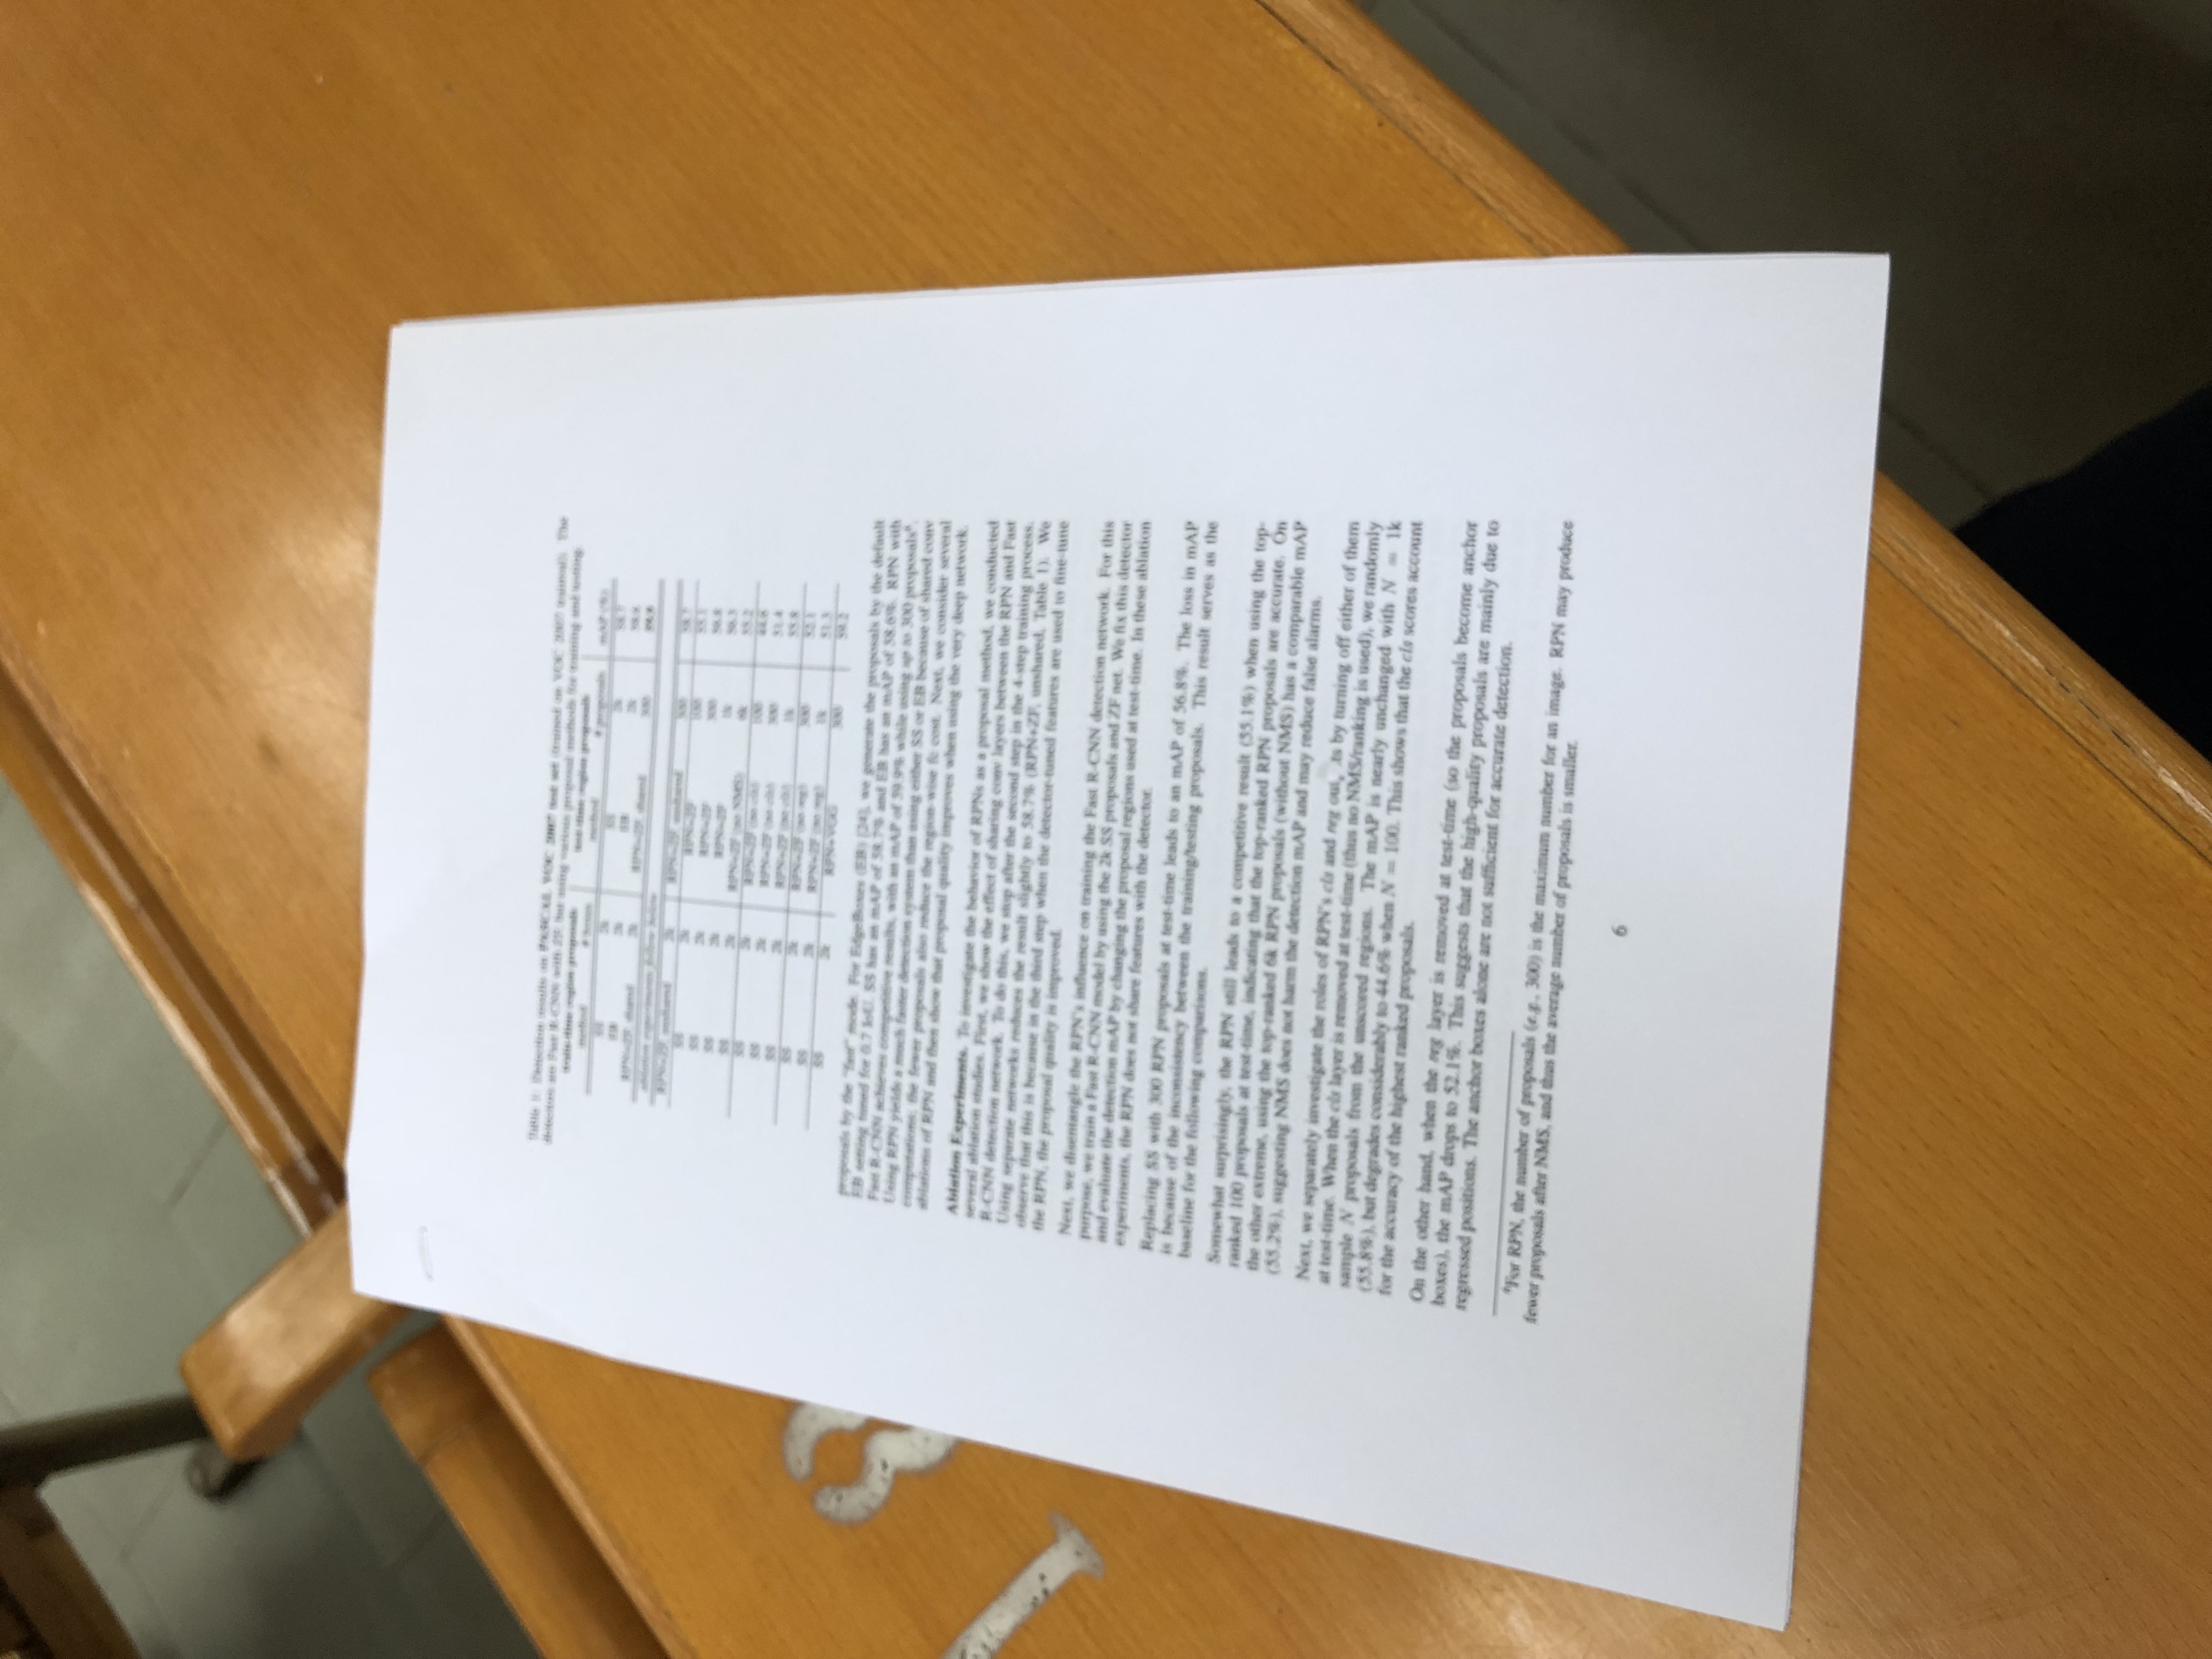 Table 1: Detection results on PASCAL VOC 2007 test set (trained on VOC 2007 trainval). The
detectors are Fast R-CNN with ZF, but using various proposal methods for training and testing.
train-time region proposals test-time region proposals
method # boxes method # proposals mAP (%)
SS 2k SS 2k 58.7
EB 2k EB 2k 58.6
RPN+ZF, shared 2k RPN+ZF, shared 300 59.9
ablation experiments follow below
RPN+ZF, unshared 2k RPN+ZF, unshared 300 58.7
SS 2k RPN+ZF 100 55.1
SS 2k RPN+ZF 300 56.8
SS 2k RPN+ZF 1k 56.3
SS 2k RPN+ZF (no NMS) 6k 55.2
SS 2k RPN+ZF (no cls) 100 44.6
SS 2k RPN+ZF (no cls) 300 51.4
SS 2k RPN+ZF (no cls) 1k 55.8
SS 2k RPN+ZF (no reg) 300 52.1
SS 2k RPN+ZF (no reg) 1k 51.3
SS 2k RPN+VGG 300 59.2
proposals by the "fast" mode. For EdgeBoxes (EB) [24], we generate the proposals by the default
EB setting tuned for 0.7 IoU. SS has an mAP of 58.7% and EB has an mAP of 58.6%. RPN with
Fast R-CNN achieves competitive results, with an mAP of 59.9% while using up to 300 proposals
Using RPN yields a much faster detection system than using either SS or EB because of shared conv
computations; the fewer proposals also reduce the region-wise fc cost. Next, we consider several
ablations of RPN and then show that proposal quality improves when using the very deep network.
Ablation Experiments. To investigate the behavior of RPNs as a proposal method, we conducted
several ablation studies. First, we show the effect of sharing conv layers between the RPN and Fast
R-CNN detection network. To do this, we stop after the second step in the 4-step training process.
Using separate networks reduces the result slightly to 58.7% (RPN+ZF, unshared, Table 1). We
observe that this is because in the third step when the detector-tuned features are used to fine-tune
the RPN, the proposal quality is improved.
Next, we disentangle the RPN's influence on training the Fast R-CNN detection network. For this
purpose, we train a Fast R-CNN model by using the 2k SS proposals and ZF net. We fix this detector
and evaluate the detection mAP by changing the proposal regions used at test-time. In these ablation
experiments, the RPN does not share features with the detector.
Replacing SS with 300 RPN proposals at test-time leads to an mAP of 56.8%. The loss in mAP
is because of the inconsistency between the training/testing proposals. This result serves as the
baseline for the following comparisons.
Somewhat surprisingly, the RPN still leads to a competitive result (55.1%) when using the top-
ranked 100 proposals at test-time, indicating that the top-ranked RPN proposals are accurate. On
the other extreme, using the top-ranked 6k RPN proposals (without NMS) has a comparable mAP
(55.2%), suggesting NMS does not harm the detection mAP and may reduce false alarms.
Next, we separately investigate the roles of RPN's cls and reg by turning off either of them
at test-time. When the cls layer is removed at test-time (thus no NMS/ranking is used), we randomly
sample N proposals from the unscored regions. The mAP is nearly unchanged with N = 1k
(55.8%), but degrades considerably to 44.6% when N = 100. This shows that the cls scores account
for the accuracy of the highest ranked proposals.
On the other hand, when the reg layer is removed at test-time (so the proposals become anchor
boxes), the mAP drops to 52.1%. This suggests that the high-quality proposals are mainly due to
regressed positions. The anchor boxes alone are not sufficient for accurate detection.
For RPN, the number of proposals (e.g., 300) is the maximum number for an image. RPN may produce
fewer proposals after NMS, and thus the average number of proposals is smaller.
6
18